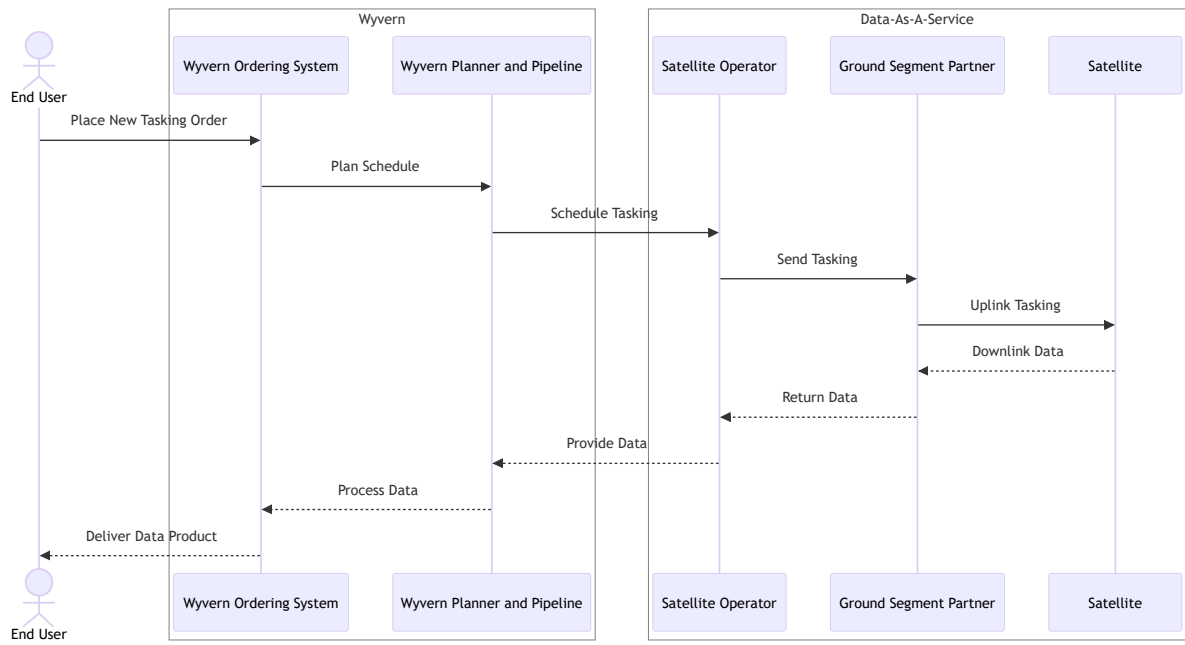 Wyvern
Data-As-A-Service
End User
Wyvern Ordering System
Wyvern Planner and Pipeline
Satellite Operator
Ground Segment Partner
Satellite
Place New Tasking Order
Plan Schedule
Schedule Tasking
Send Tasking
Uplink Tasking
Downlink Data
Return Data
Provide Data
Process Data
Deliver Data Product
End User
Wyvern Ordering System
Wyvern Planner and Pipeline
Satellite Operator
Ground Segment Partner
Satellite